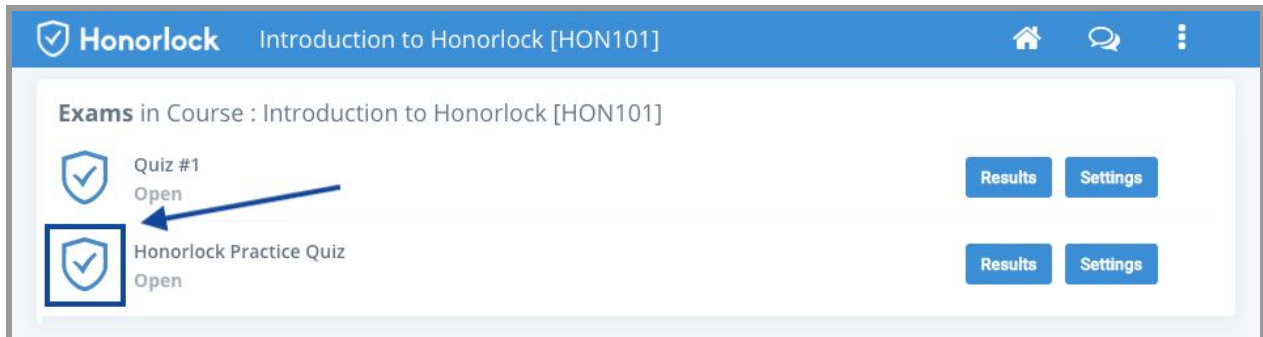 Honorlock Introduction to Honorlock [HON101]
Exams in Course : Introduction to Honorlock [HON101]
Quiz #1
Open
Results Settings
Honorlock Practice Quiz
Open
Results Settings